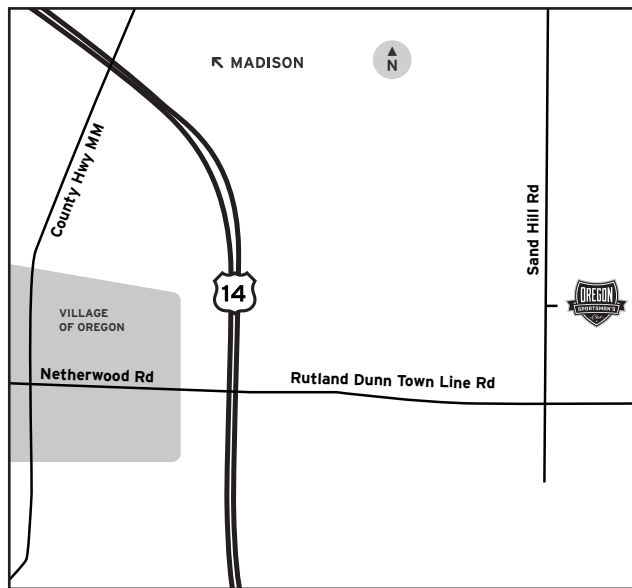 MADISON
N
County Hwy MM
Sand Hill Rd
14
OREGON
SPORTSMAN'S
Club
VILLAGE
OF OREGON
Netherwood Rd
Rutland Dunn Town Line Rd